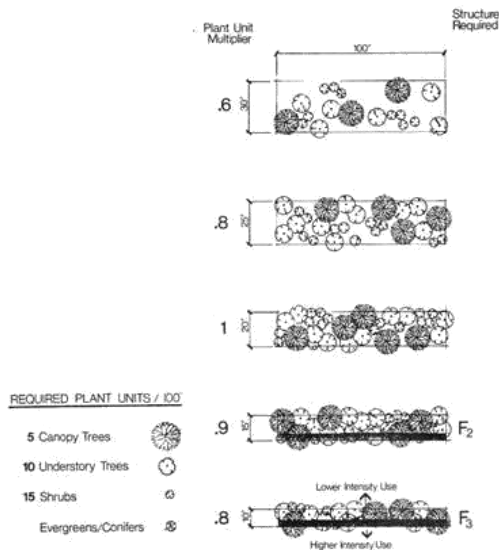 Plant Unit
Multiplier
Structure
Required
100'
.6
30'
.8
25'
1
20'
REQUIRED PLANT UNITS / 100'
5 Canopy Trees
10 Understory Trees
15 Shrubs
Evergreens/Conifers
.9
15'
F2
Lower Intensity Use
.8
10'
F3
Higher Intensity Use